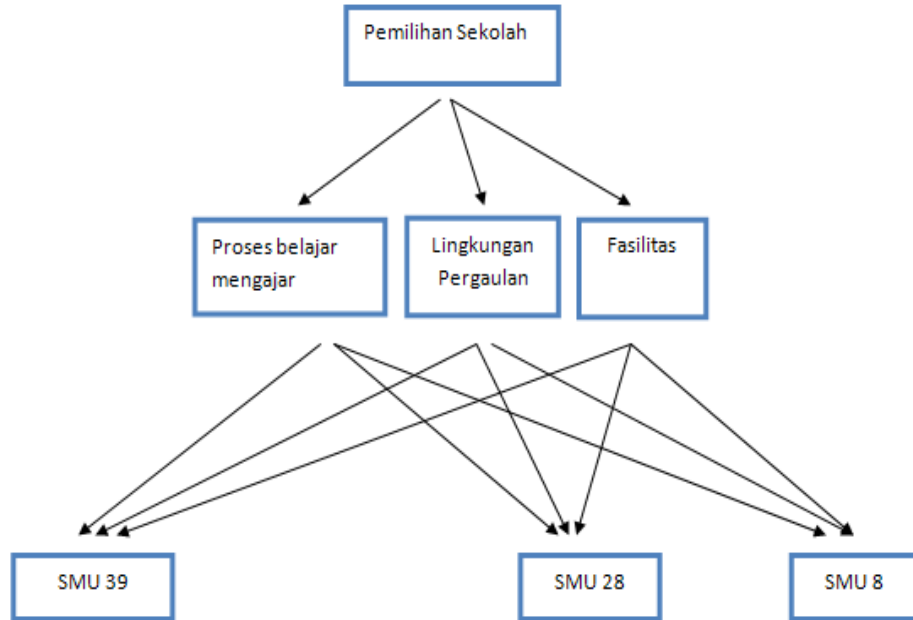 Pemilihan Sekolah
Proses belajar
mengajar
Lingkungan
Pergaulan
Fasilitas
SMU 39
SMU 28
SMU 8